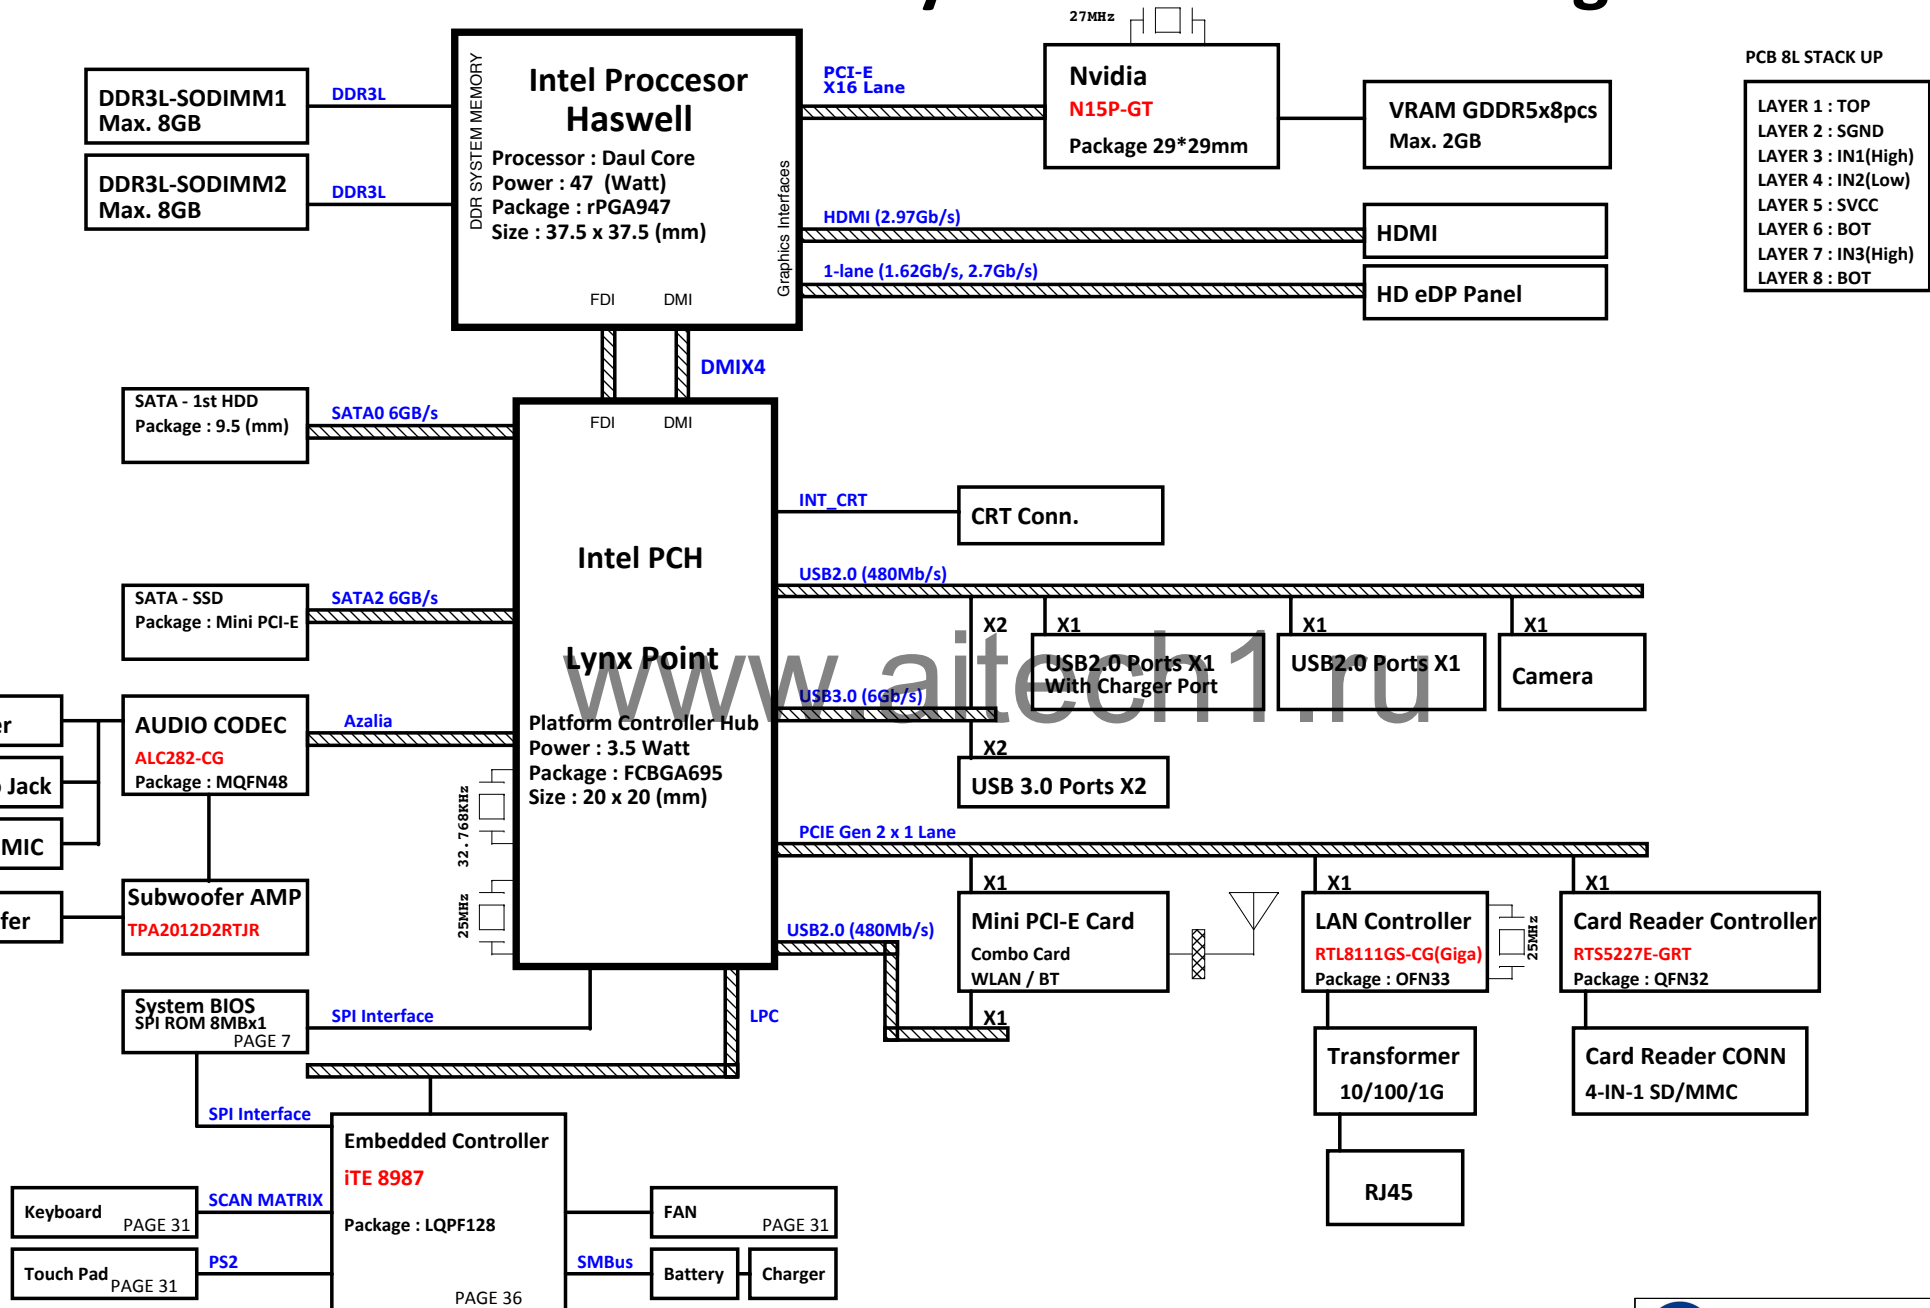 27MHz
PCB 8L STACK UP
LAYER 1 : TOP
LAYER 2 : SGND
LAYER 3 : IN1(High)
LAYER 4 : IN2(Low)
LAYER 5 : SVCC
LAYER 6 : BOT
LAYER 7 : IN3(High)
LAYER 8 : BOT
DDR3L-SODIMM1
Max. 8GB
DDR3L
DDR3L-SODIMM2
Max. 8GB
DDR3L
DDR SYSTEM MEMORY
Intel Proccesor
Haswell
Processor : Daul Core
Power : 47 (Watt)
Package : rPGA947
Size : 37.5 x 37.5 (mm)
Graphics Interfaces
FDI DMI
PCI-E
X16 Lane
Nvidia
N15P-GT
Package 29*29mm
VRAM GDDR5x8pcs
Max. 2GB
HDMI (2.97Gb/s)
HDMI
1-lane (1.62Gb/s, 2.7Gb/s)
HD eDP Panel
DMIX4
SATA - 1st HDD
Package : 9.5 (mm)
SATA0 6GB/s
FDI DMI
Intel PCH
Lynx Point
Platform Controller Hub
Power : 3.5 Watt
Package : FCBGA695
Size : 20 x 20 (mm)
INT_CRT
CRT Conn.
SATA - SSD
Package : Mini PCI-E
SATA2 6GB/s
USB2.0 (480Mb/s)
X2
X1
X1
X1
USB2.0 Ports X1
With Charger Port
USB2.0 Ports X1
Camera
www.aitech1.ru
USB3.0 (6Gb/s)
X2
USB 3.0 Ports X2
AUDIO CODEC
ALC282-CG
Package : MQFN48
Azalia
Jack
MIC
32.768KHz
25MHz
Subwoofer AMP
TPA2012D2RTJR
PCIE Gen 2 x 1 Lane
X1
X1
X1
Mini PCI-E Card
Combo Card
WLAN / BT
X1
USB2.0 (480Mb/s)
LAN Controller
RTL8111GS-CG(Giga)
Package : OFN33
25MHz
Card Reader Controller
RTS5227E-GRT
Package : QFN32
Transformer
10/100/1G
RJ45
Card Reader CONN
4-IN-1 SD/MMC
System BIOS
SPI ROM 8MBx1
PAGE 7
SPI Interface
LPC
SPI Interface
Embedded Controller
iTE 8987
Package : LQPF128
PAGE 36
Keyboard
PAGE 31
SCAN MATRIX
Touch Pad
PAGE 31
PS2
FAN
PAGE 31
SMBus
Battery
Charger